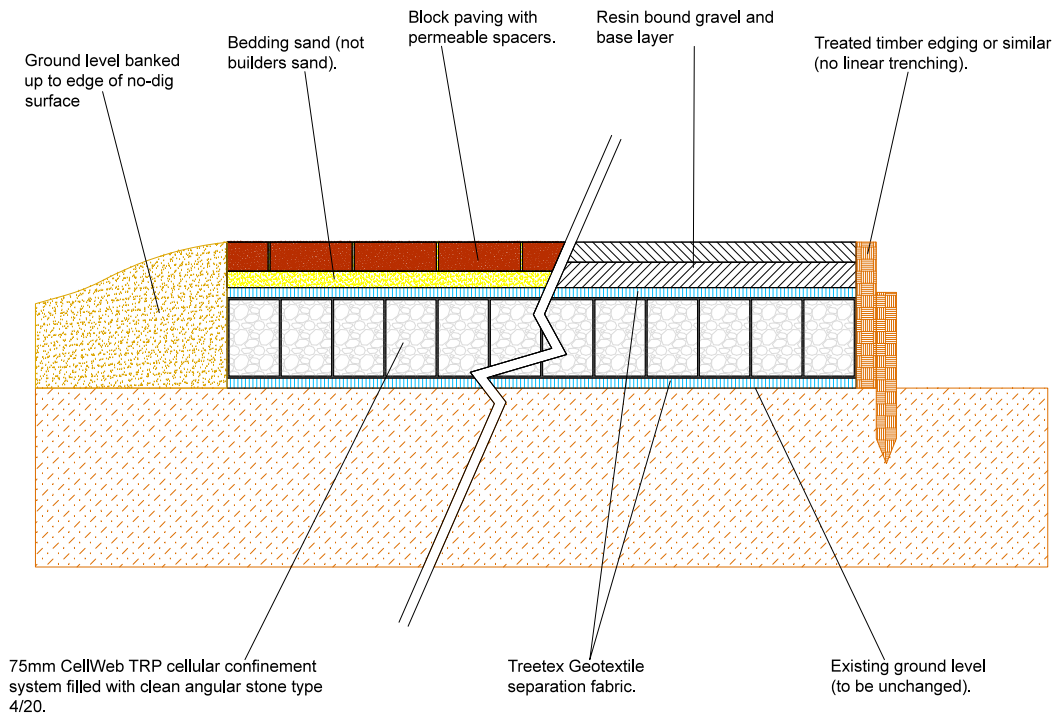 Block paving with
permeable spacers.
Resin bound gravel and
base layer
Bedding sand (not
builders sand).
Treated timber edging or similar
(no linear trenching).
Ground level banked
up to edge of no-dig
surface
75mm CellWeb TRP cellular confinement
system filled with clean angular stone type
4/20.
Treetex Geotextile
separation fabric.
Existing ground level
(to be unchanged).